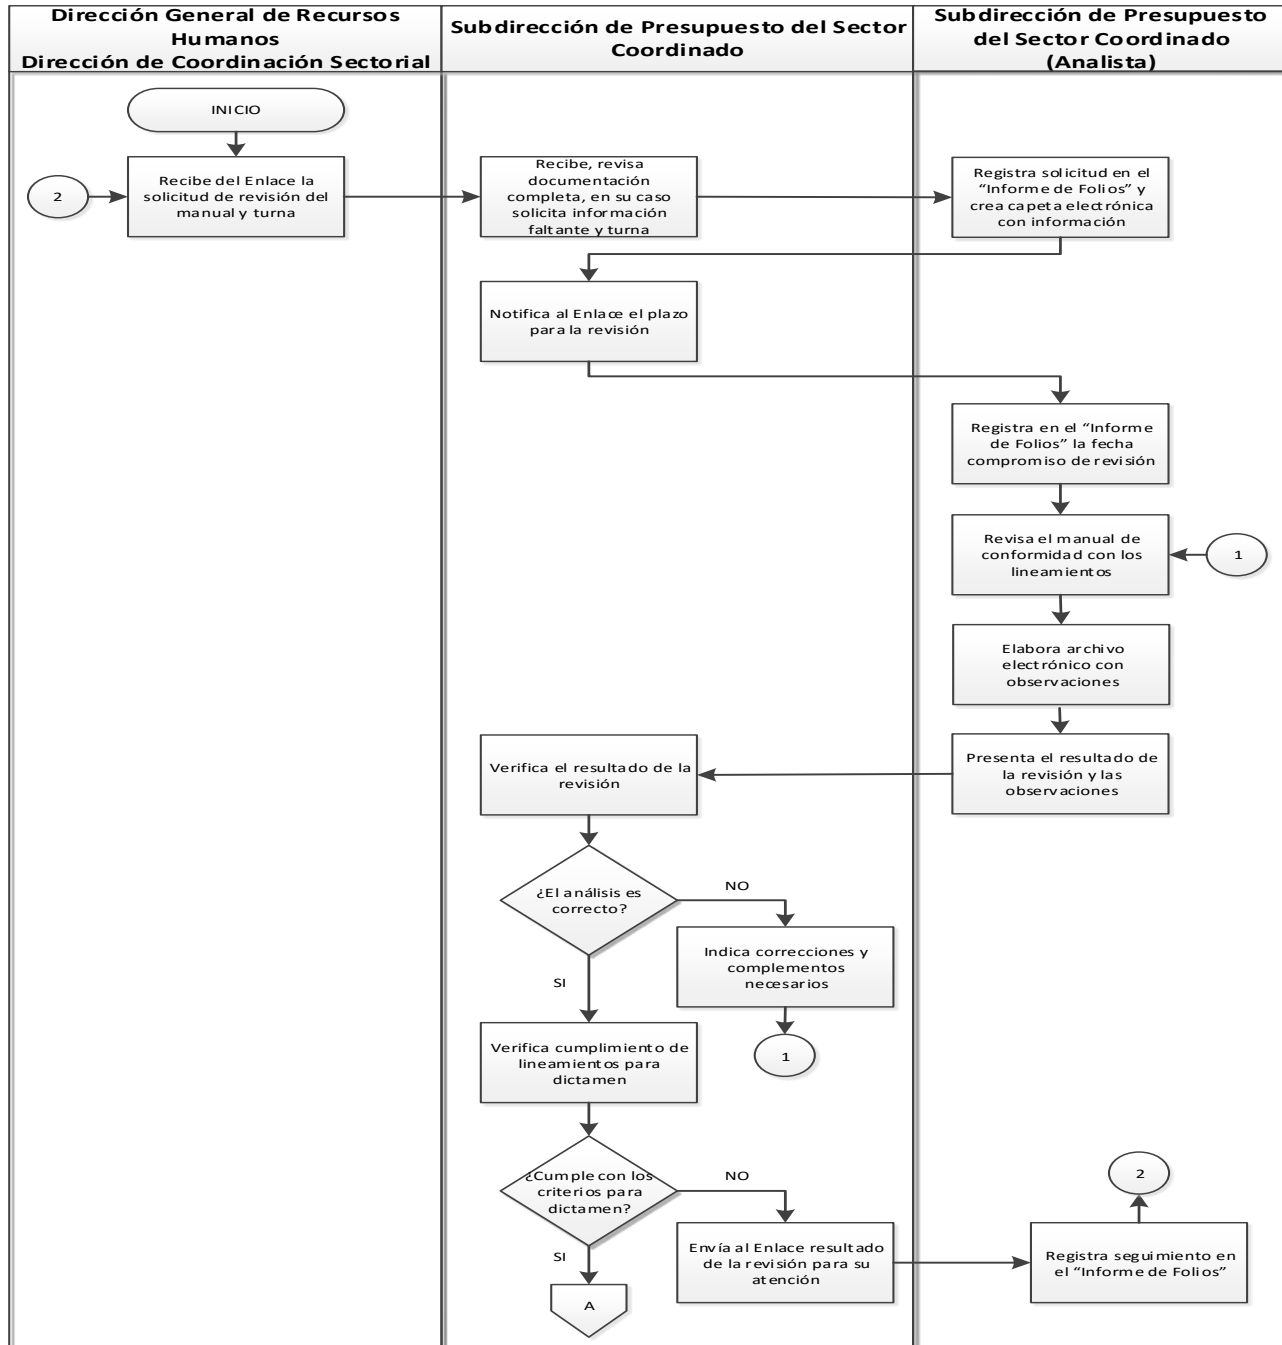 Dirección General de Recursos
Humanos
Dirección de Coordinación Sectorial
Subdirección de Presupuesto del Sector
Coordinado
Subdirección de Presupuesto
del Sector Coordinado
(Analista)
INICIO
2
Recibe del Enlace la
solicitud de revisión del
manual y turna
Recibe, revisa
documentación
completa, en su caso
solicita información
faltante y turna
Registra solicitud en el
“Informe de Folios” y
crea capeta electrónica
con información
Notifica al Enlace el plazo
para la revisión
Registra en el “Informe
de Folios” la fecha
compromiso de revisión
Revisa el manual de
conformidad con los
lineamientos
1
Elabora archivo
electrónico con
observaciones
Presenta el resultado de
la revisión y las
observaciones
Verifica el resultado de la
revisión
¿El análisis es
correcto?
NO
Indica correcciones y
complementos
necesarios
1
SI
Verifica cumplimiento de
lineamientos para
dictamen
¿Cumple con los
criterios para
dictamen?
NO
Envía al Enlace resultado
de la revisión para su
atención
Registra seguimiento en
el “Informe de Folios”
2
SI
A